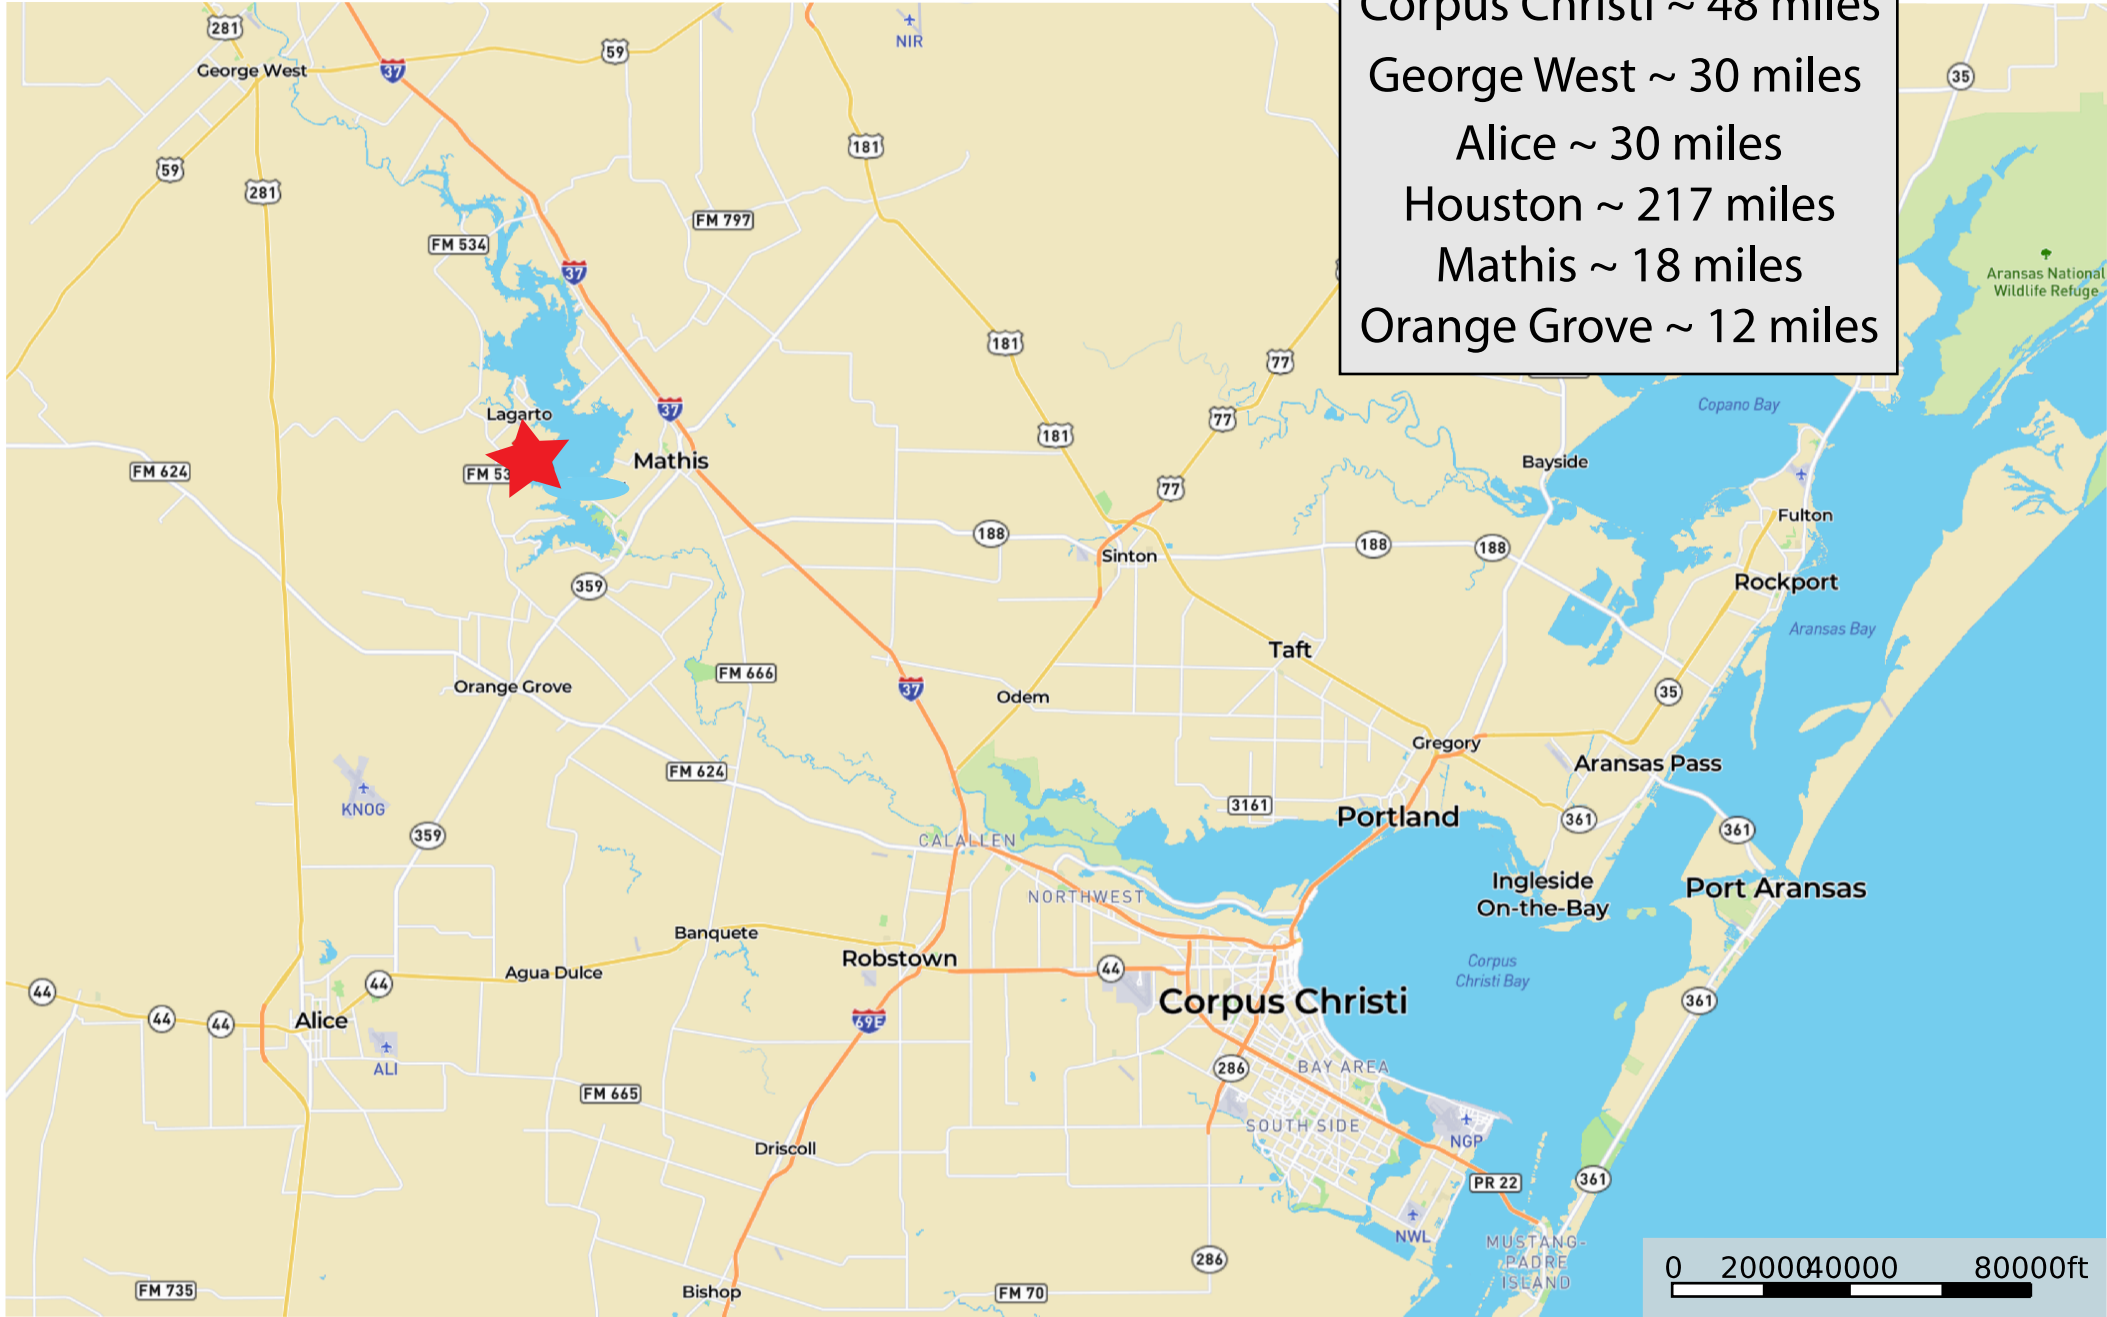 Corpus Christi ~ 48 miles
George West ~ 30 miles
Alice ~ 30 miles
Houston ~ 217 miles
Mathis ~ 18 miles
Orange Grove ~ 12 miles
281
NIR
59
George West
37
35
181
59
281
FM 797
FM 534
37
Aransas National
Wildlife Refuge
181
77
Copano Bay
Lagarto
37
77
181
Mathis
Bayside
FM 624
FM 53
77
Fulton
188
188
188
Sinton
Rockport
359
Aransas Bay
Taft
FM 666
Orange Grove
37
Odem
35
Gregory
Aransas Pass
FM 624
KNOG
3161
Portland
361
361
359
CALALLEN
Ingleside
On-the-Bay
Port Aransas
NORTHWEST
Banquete
Robstown
Corpus
Christi Bay
Agua Dulce
44
44
44
44
44
Corpus Christi
361
Alice
69E
ALI
286
BAY AREA
FM 665
SOUTH SIDE
NGP
Driscoll
PR 22
361
NWL
MUSTANG-
PADRE
ISLAND
286
FM 735
Bishop
FM 70
0 20000 40000 80000ft